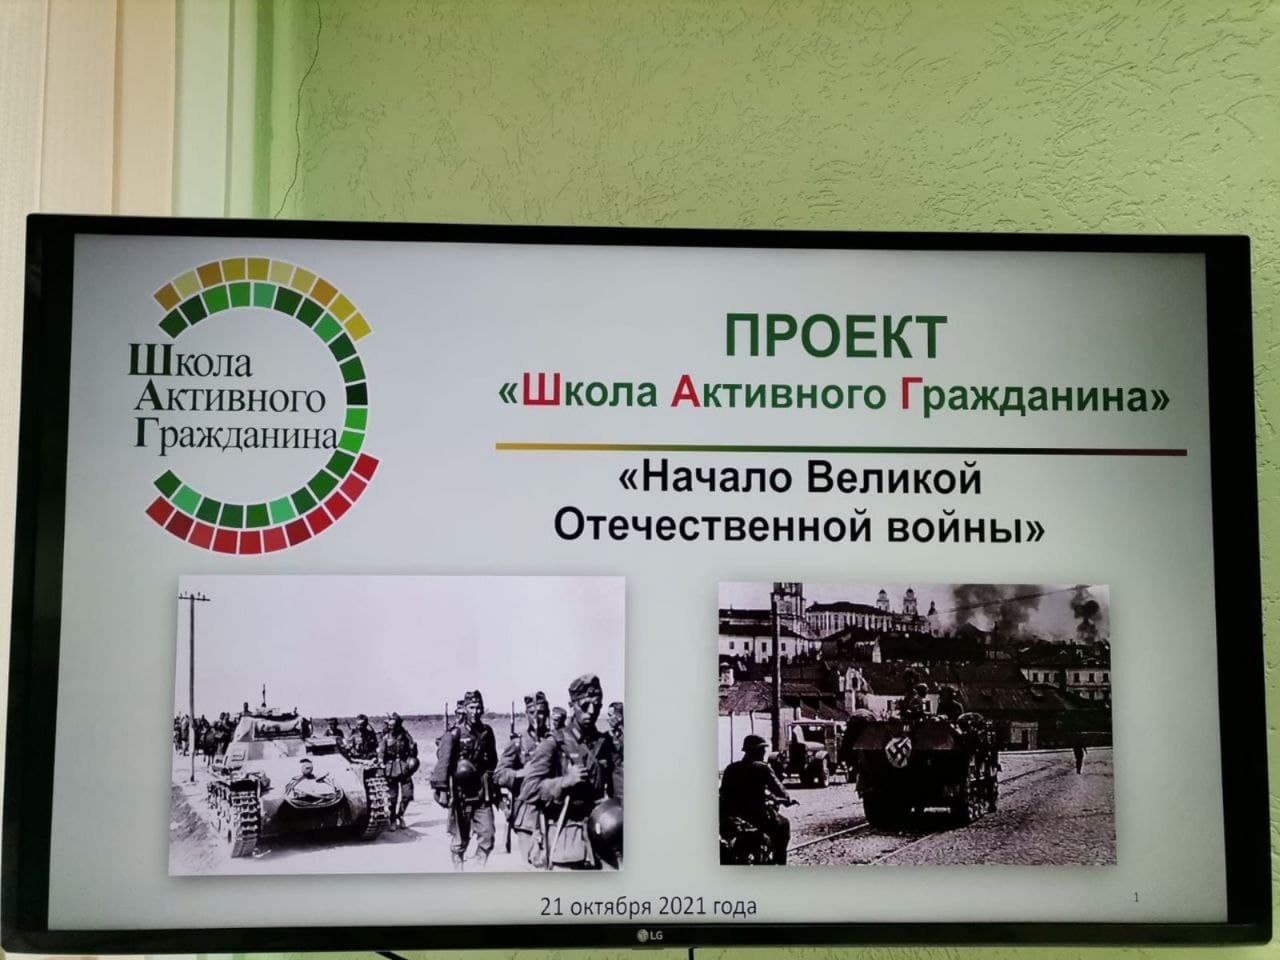 Школа
Активного
Гражданина
ПРОЕКТ
«Школа Активного Гражданина»
«Начало Великой
Отечественной войны»
21 октября 2021 года
1
LG